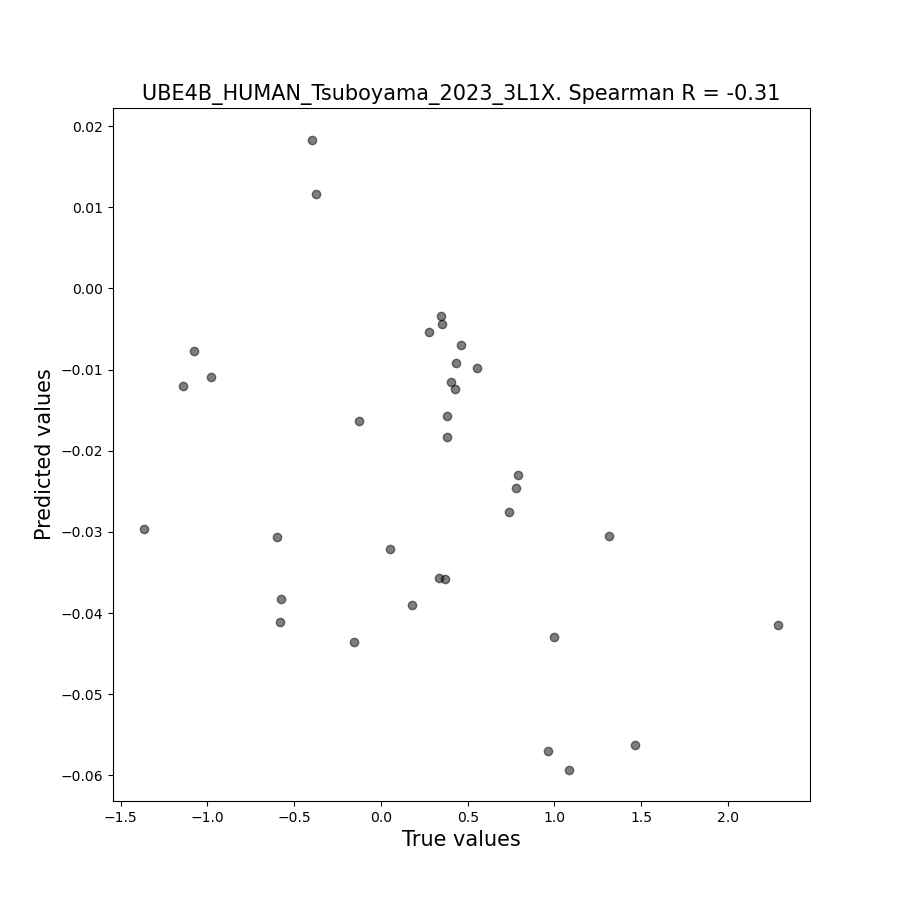 UBE4B_HUMAN_Tsuboyama_2023_3L1X. Spearman R = -0.31
0.02
0.01
0.00
−0.01
−0.02
−0.03
−0.04
−0.05
−0.06
Predicted values
−1.5 −1.0 −0.5 0.0 0.5 1.0 1.5 2.0
True values